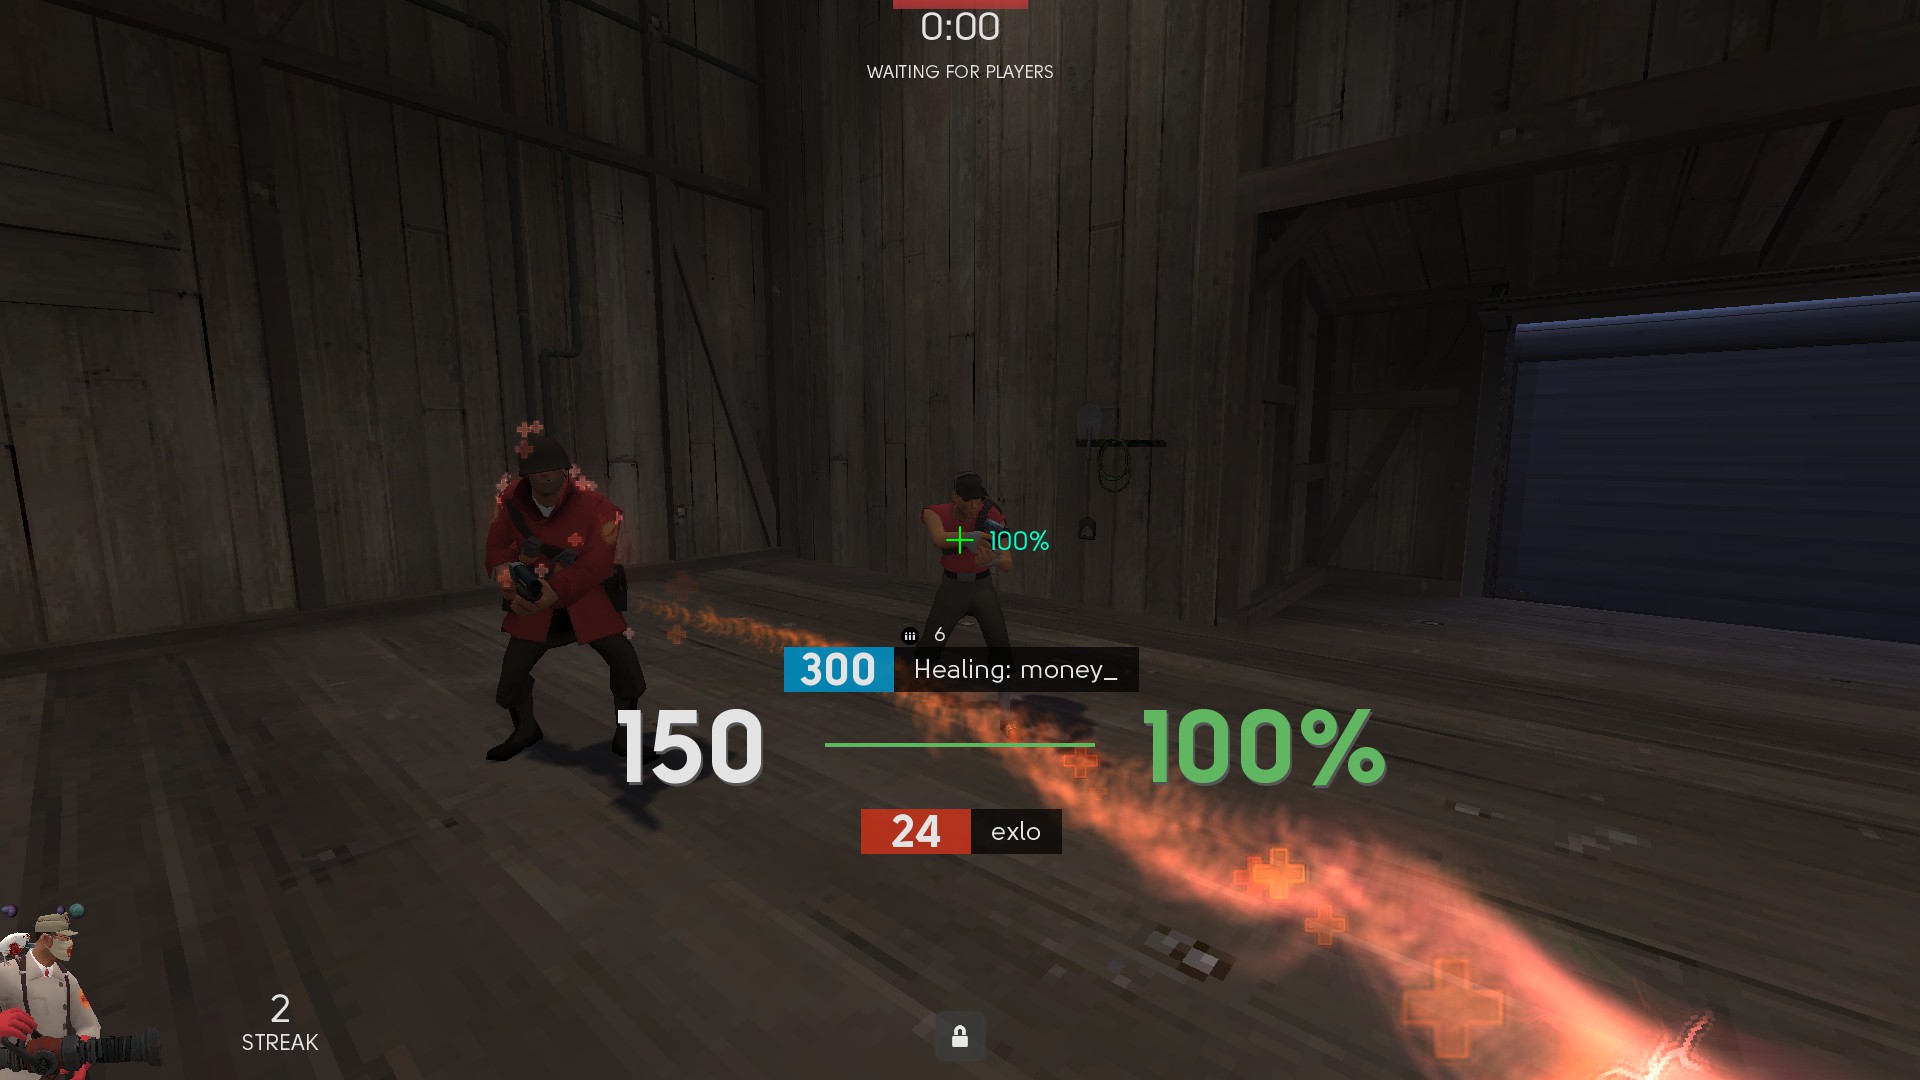 0:00
WAITING FOR PLAYERS
100%
6
300 Healing: money_
150 100%
24 exlo
2
STREAK